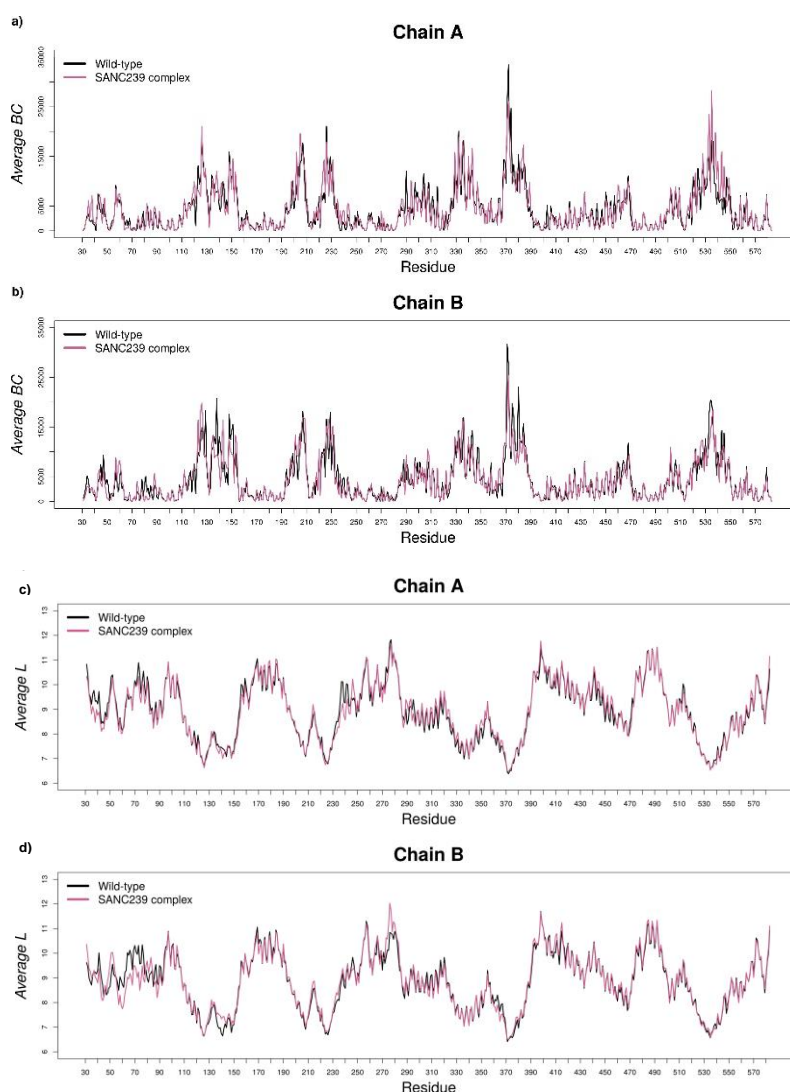 a)
Chain A
Wild-type
SANC239 complex
Average BC
35000
25000
15000
5000
0
30 50 70 90 110 130 150 170 190 210 230 250 270 290 310 330 350 370 390 410 430 450 470 490 510 530 550 570
Residue
b)
Chain B
Wild-type
SANC239 complex
Average BC
35000
25000
15000
5000
0
30 50 70 90 110 130 150 170 190 210 230 250 270 290 310 330 350 370 390 410 430 450 470 490 510 530 550 570
Residue
c)
Chain A
Wild-type
SANC239 complex
Average L
13
12
11
10
9
8
7
6
30 50 70 90 110 130 150 170 190 210 230 250 270 290 310 330 350 370 390 410 430 450 470 490 510 530 550 570
Residue
d)
Chain B
Wild-type
SANC239 complex
Average L
13
12
11
10
9
8
7
6
30 50 70 90 110 130 150 170 190 210 230 250 270 290 310 330 350 370 390 410 430 450 470 490 510 530 550 570
Residue